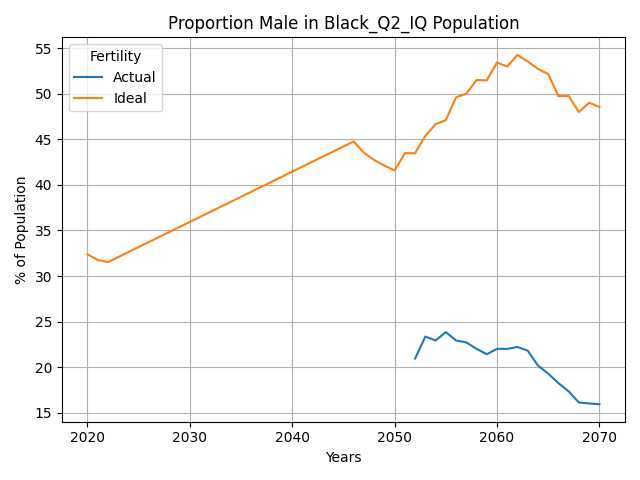 Proportion Male in Black_Q2_IQ Population
Fertility
Actual
Ideal
% of Population
55
50
45
40
35
30
25
20
15
2020
2030
2040
2050
2060
2070
Years